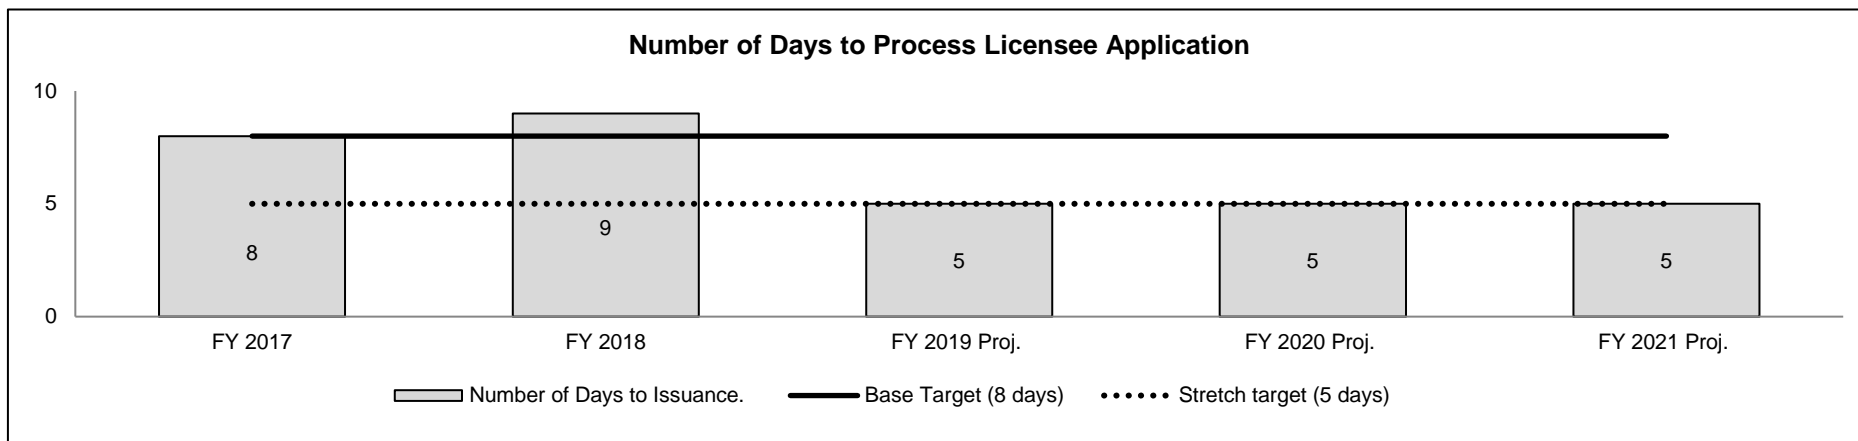 Number of Days to Process Licensee Application
10
5
0
8
9
5
5
5
FY 2017
FY 2018
FY 2019 Proj.
FY 2020 Proj.
FY 2021 Proj.
Number of Days to Issuance.
Base Target (8 days)
Stretch target (5 days)